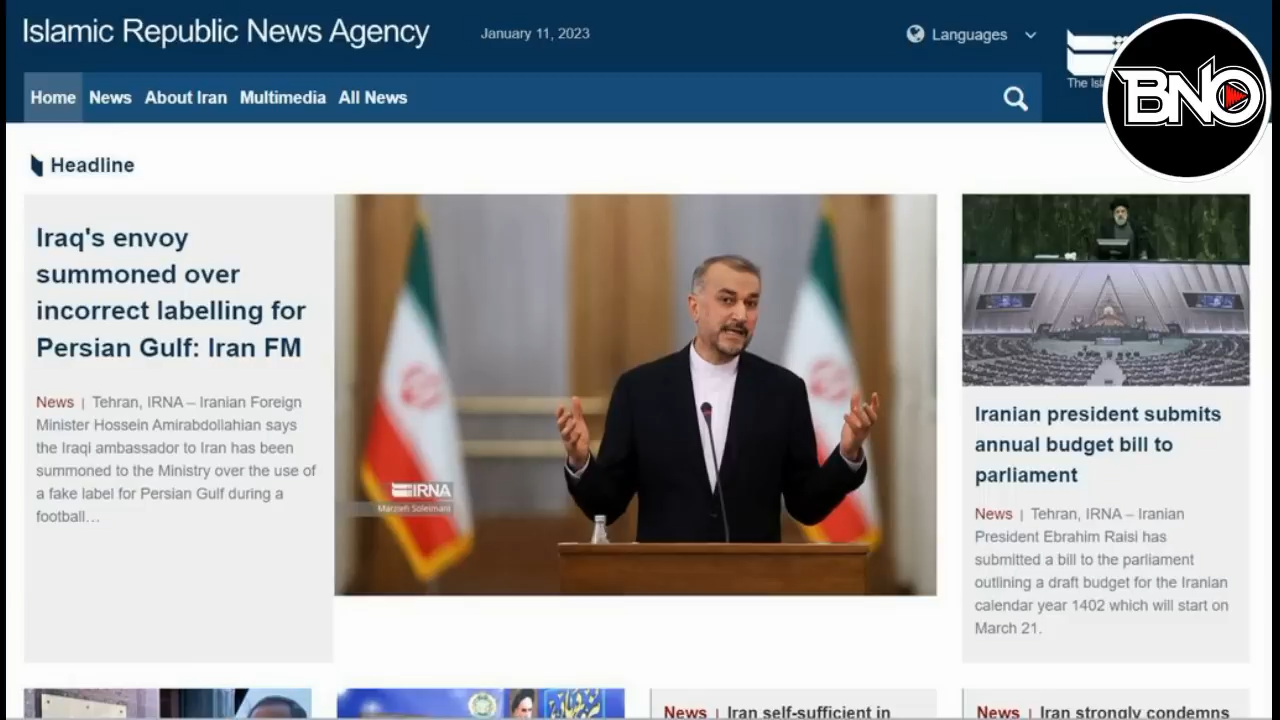 Islamic Republic News Agency
January 11, 2023
Languages
The Isl
BNO
Home News About Iran Multimedia All News
Headline
Iraq's envoy
summoned over
incorrect labelling for
Persian Gulf: Iran FM
News | Tehran, IRNA – Iranian Foreign
Minister Hossein Amirabdollahian says
the Iraqi ambassador to Iran has been
summoned to the Ministry over the use of
a fake label for Persian Gulf during a
football...
IRNA
Marzieh Soleimani
Iranian president submits
annual budget bill to
parliament
News | Tehran, IRNA – Iranian
President Ebrahim Raisi has
submitted a bill to the parliament
outlining a draft budget for the Iranian
calendar year 1402 which will start on
March 21.
News | Iran self-sufficient in
News | Iran strongly condemns